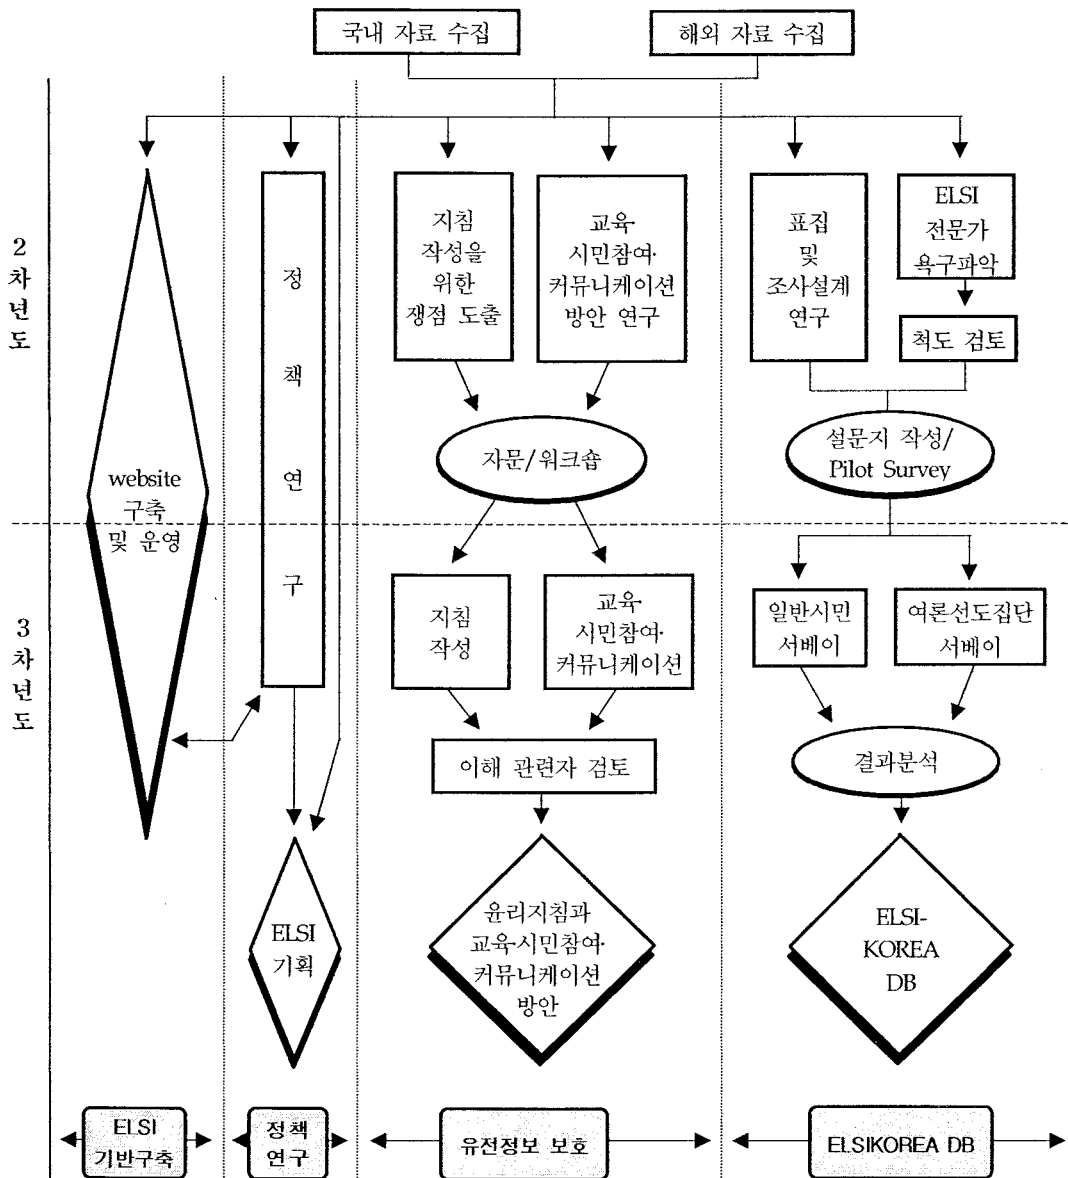 국내 자료 수집
해외 자료 수집
2
차
년
도
website
구축
및 운영
정
책
연
구
지침
작성을
위한
쟁점 도출
교육·
시민참여·
커뮤니케이션
방안 연구
표집
및
조사설계
연구
ELSI
전문가
욕구파악
척도 검토
자문/워크숍
설문지 작성/
Pilot Survey
3
차
년
도
지침
작성
교육·
시민참여·
커뮤니케이션
일반시민
서베이
여론선도집단
서베이
이해 관련자 검토
결과분석
ELSI
기획
윤리지침과
교육·시민참여·
커뮤니케이션
방안
ELSI-
KOREA
DB
ELSI
기반구축
정책
연구
유전정보 보호
ELSIKOREA DB